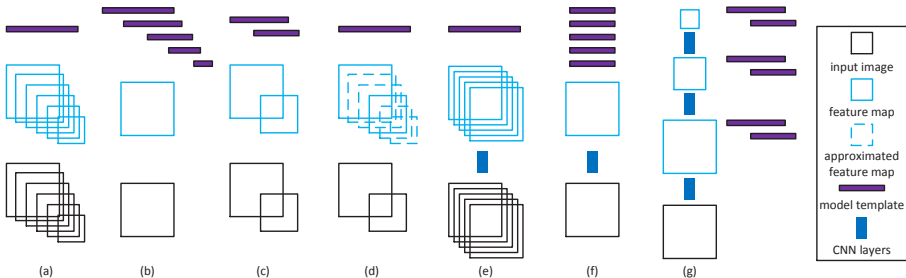 input image
feature map
approximated
feature map
model template
CNN layers
(a)
(b)
(c)
(d)
(e)
(f)
(g)